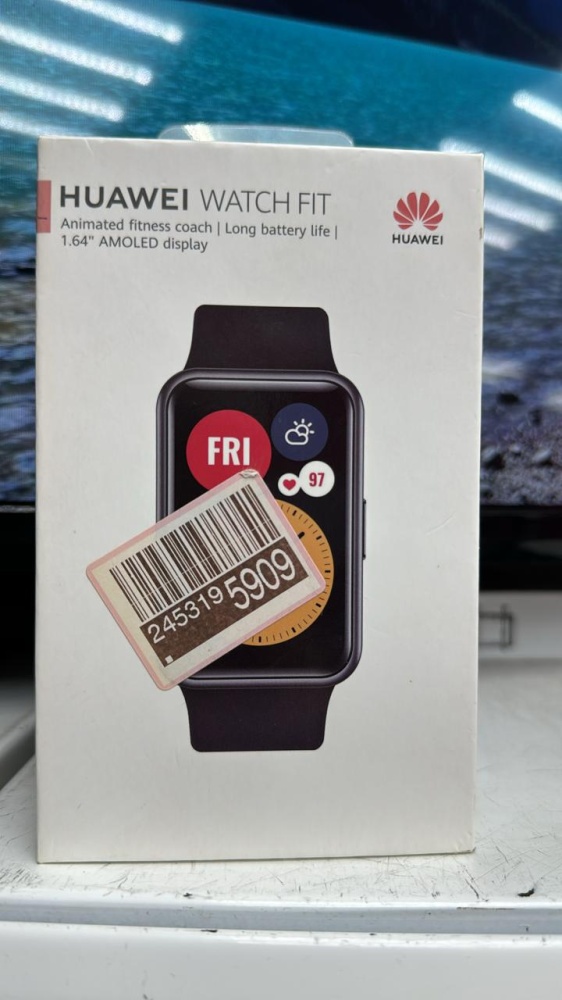 HUAWEI WATCH FIT
Animated fitness coach | Long battery life |
1.64" AMOLED display
HUAWEI
FRI
97
245319 5909